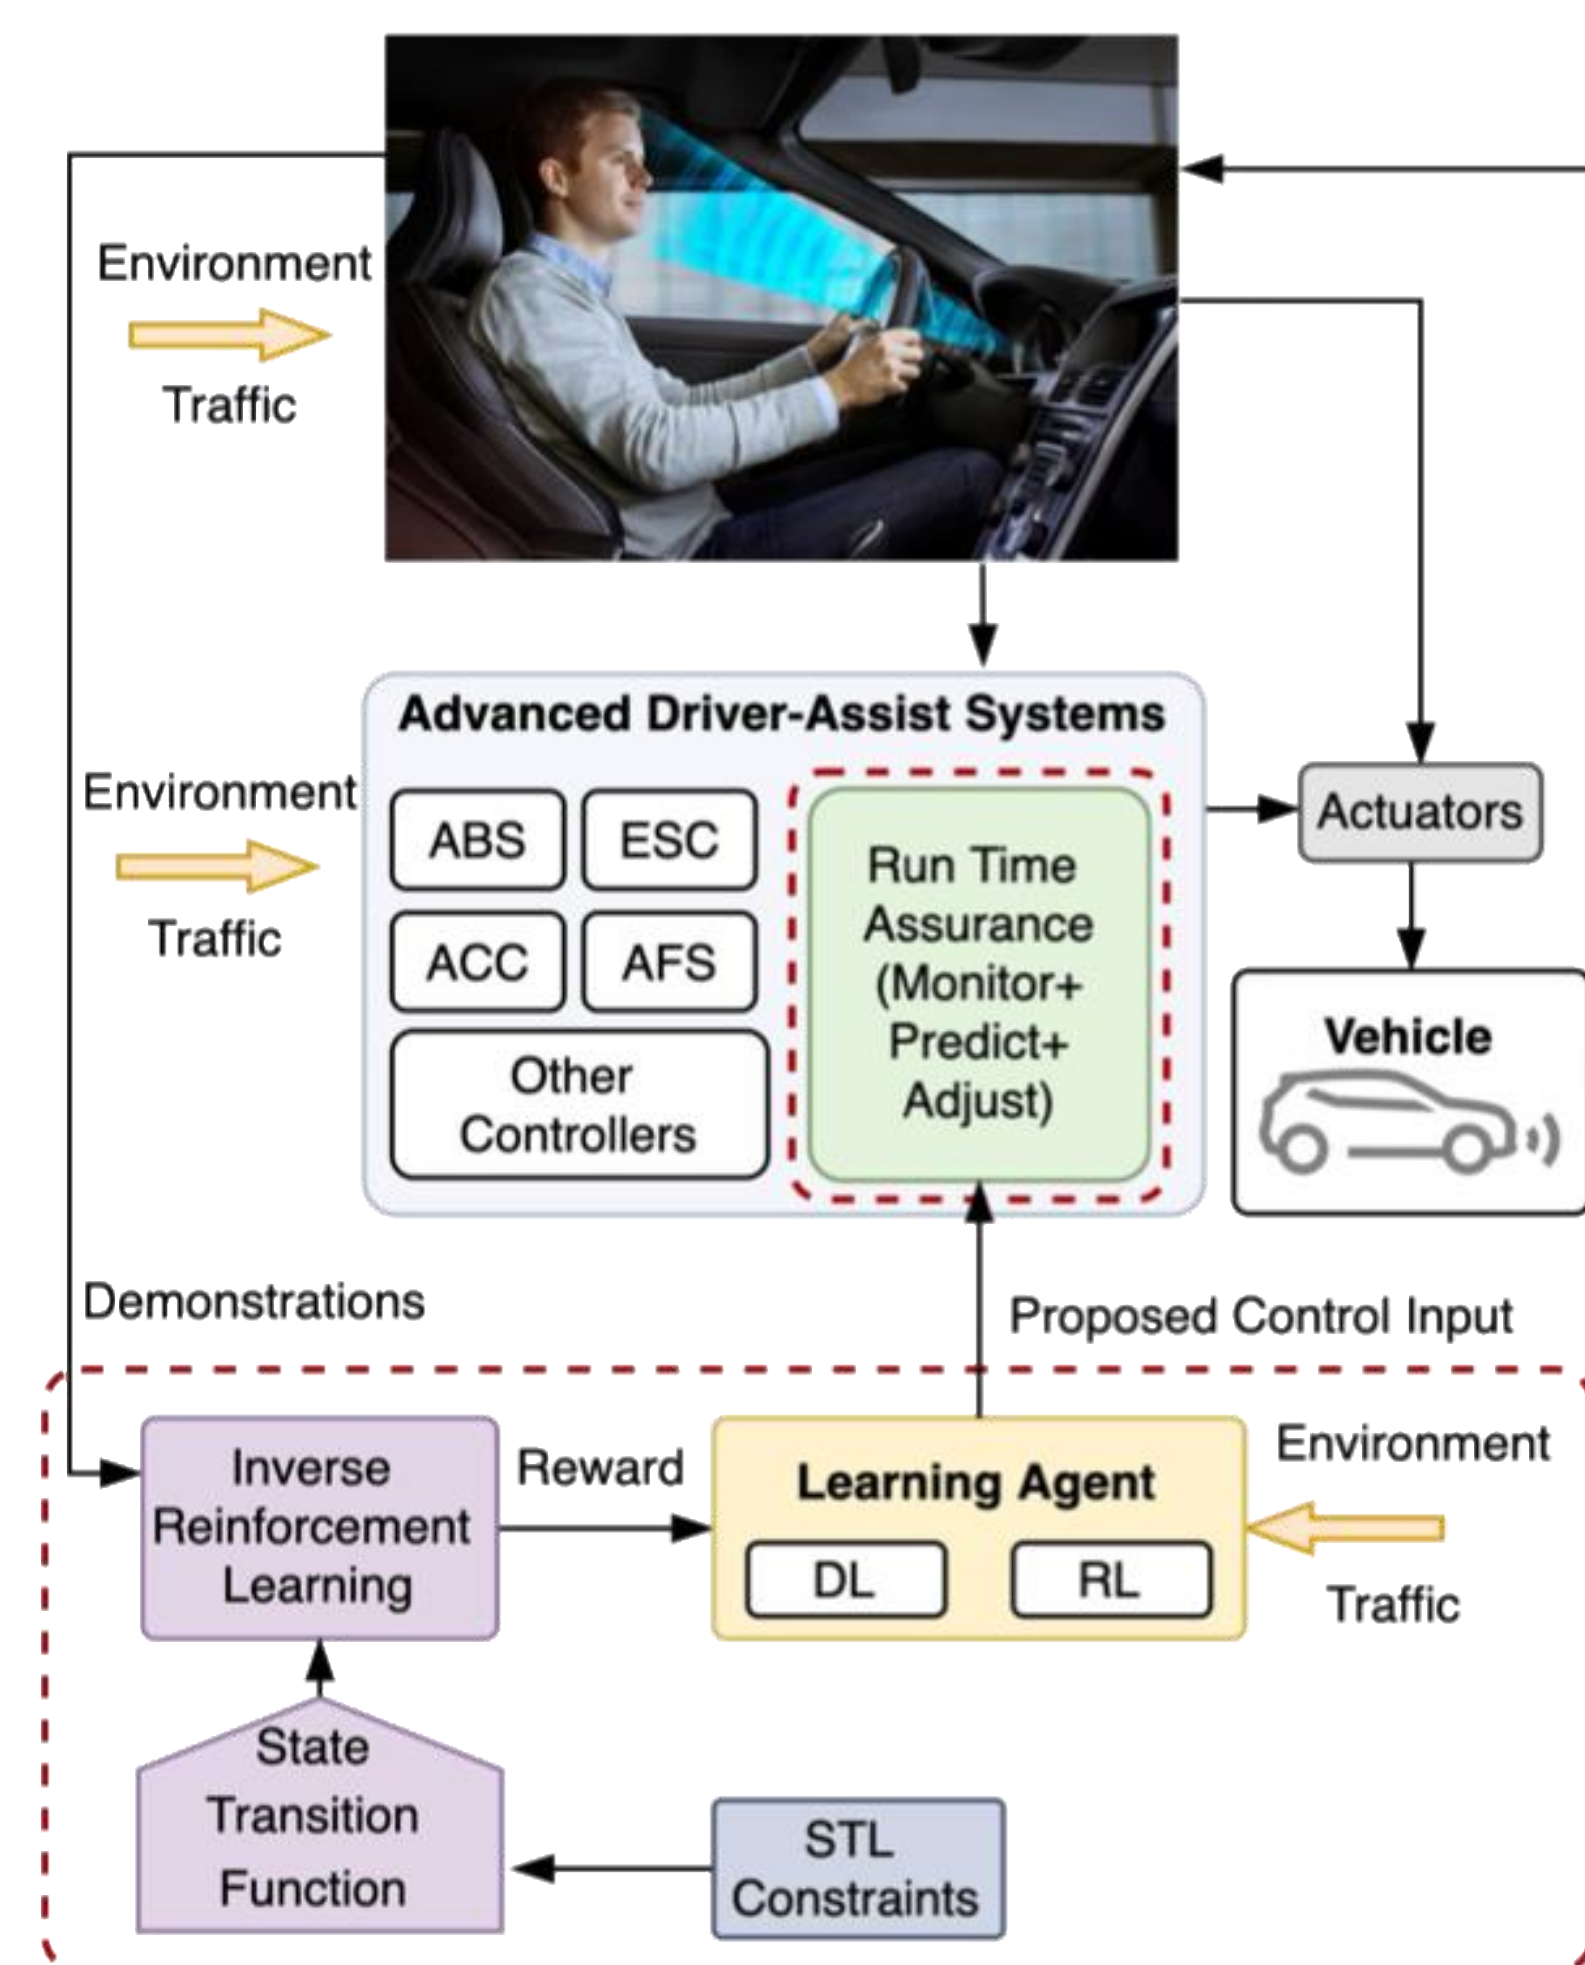 Environment
Traffic
Advanced Driver-Assist Systems
Environment
Traffic
ABS
ESC
ACC
AFS
Other
Controllers
Run Time
Assurance
(Monitor+
Predict+
Adjust)
Actuators
Vehicle
Demonstrations
Proposed Control Input
Inverse
Reinforcement
Learning
Reward
Learning Agent
DL
RL
Environment
Traffic
State
Transition
Function
STL
Constraints